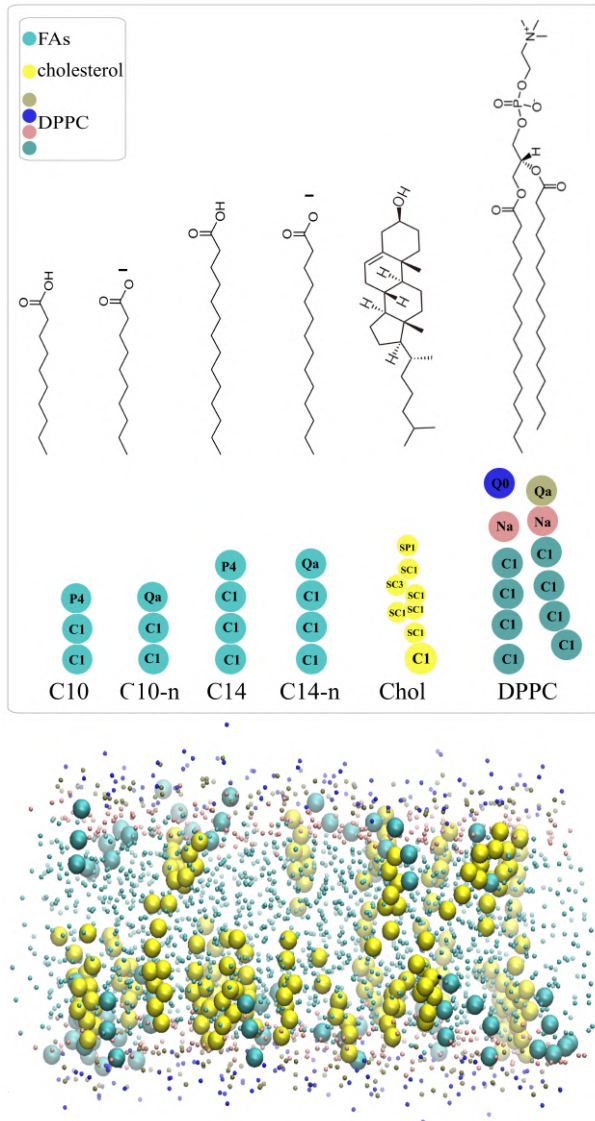 FAs
cholesterol
DPPC
N+
O
P
O-
O
O
H
O
O
O
O
OH
O
O-
O
OH
O
O-
O
HO
H
H
H
H
Q0 Qa
Na Na
P4 C1 C1
Qa C1 C1
P4 C1 C1 C1
Qa C1 C1 C1
SP1
SC1
SC3
SC1
SC1 SC1
SC1
C1
C1 C1
C1 C1
C1 C1
C1 C1
C10 C10-n C14 C14-n Chol DPPC